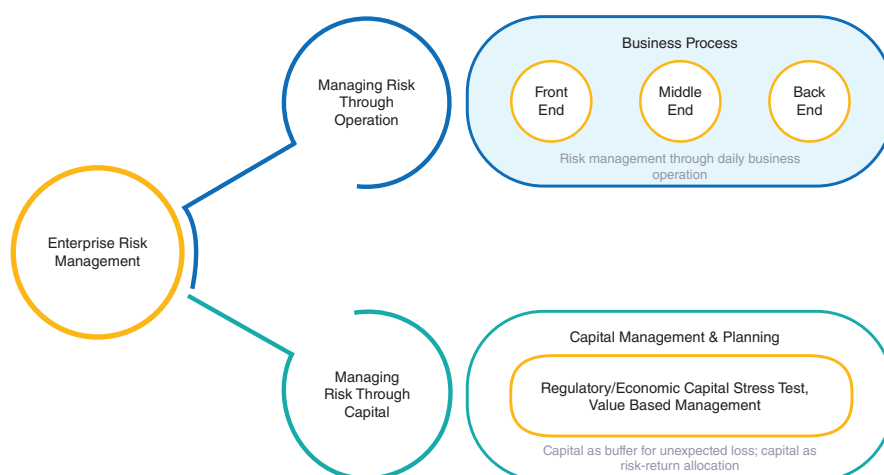 Enterprise Risk
Management
Managing Risk
Through
Operation
Business Process
Front
End
Middle
End
Back
End
Risk management through daily business
operation
Managing
Risk Through
Capital
Capital Management & Planning
Regulatory/Economic Capital Stress Test,
Value Based Management
Capital as buffer for unexpected loss; capital as
risk-return allocation